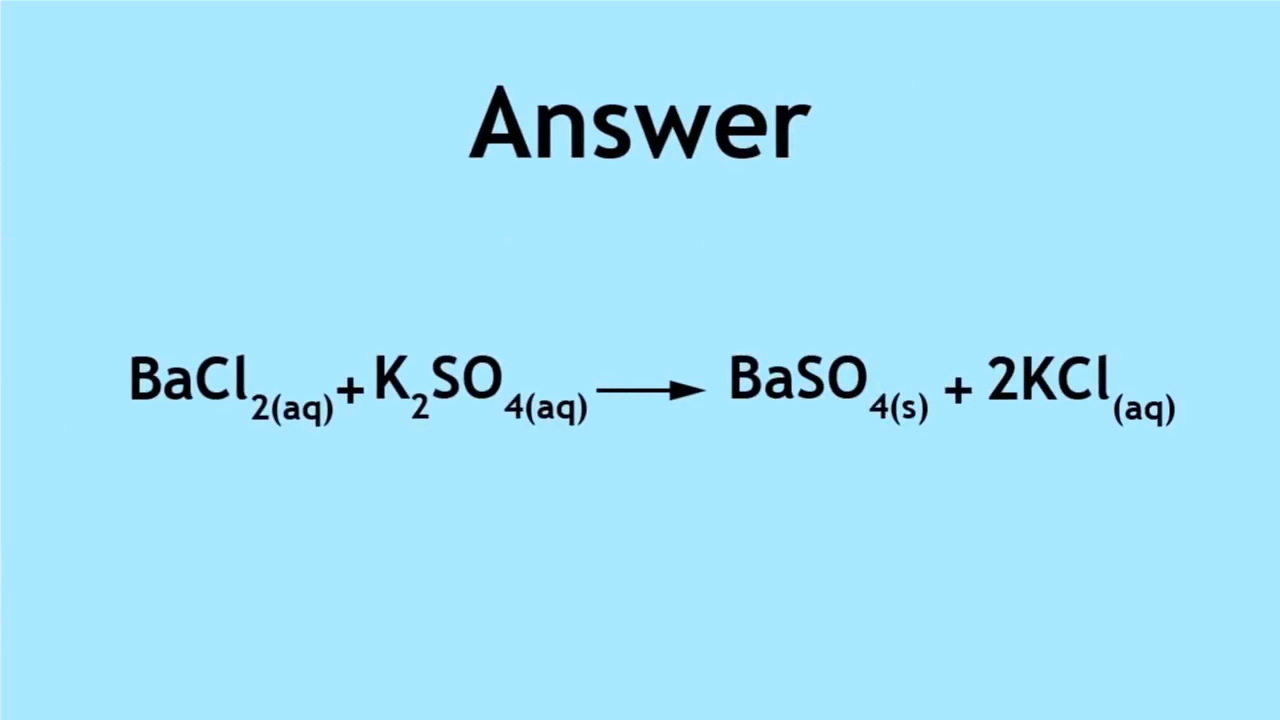 Answer
BaCl₂(aq) + K₂SO₄(aq) ⟶ BaSO₄(s) + 2KCl(aq)